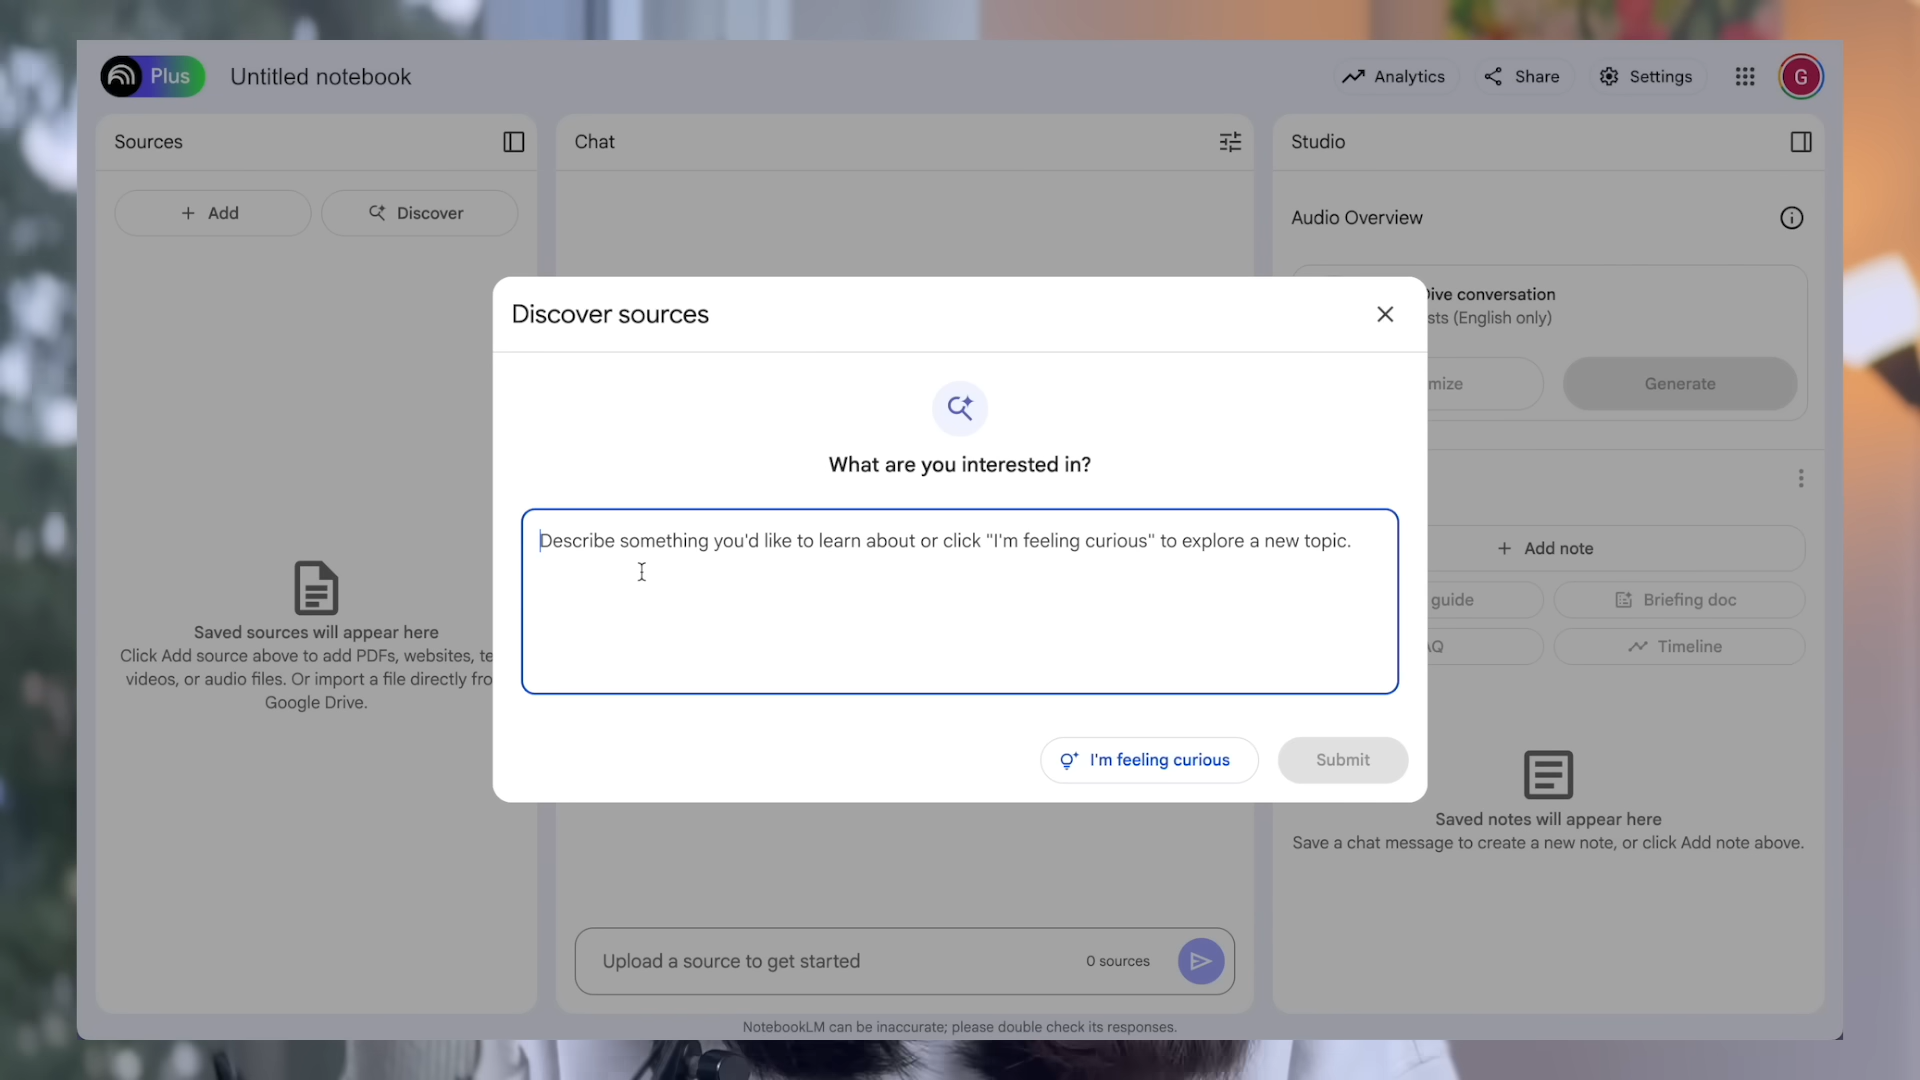 Plus
Untitled notebook
Analytics
Share
Settings
G
Sources
Add
Discover
Saved sources will appear here
Click Add source above to add PDFs, websites, te
videos, or audio files. Or import a file directly fro
Google Drive.
Chat
Discover sources
What are you interested in?
Describe something you'd like to learn about or click "I'm feeling curious" to explore a new topic.
I'm feeling curious
Submit
Upload a source to get started
0 sources
Studio
Audio Overview
ive conversation
sts (English only)
mize
Generate
Add note
guide
Briefing doc
AQ
Timeline
Saved notes will appear here
Save a chat message to create a new note, or click Add note above.
NotebookLM can be inaccurate; please double check its responses.